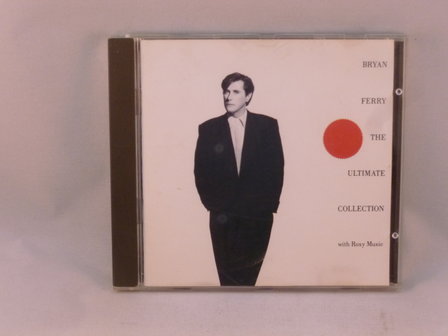 BRYAN
FERRY
THE
ULTIMATE
COLLECTION
with Roxy Music